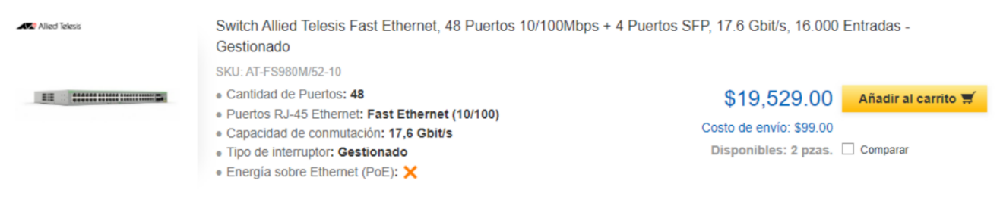 Allied Telesis
Switch Allied Telesis Fast Ethernet, 48 Puertos 10/100Mbps + 4 Puertos SFP, 17.6 Gbit/s, 16.000 Entradas -
Gestionado
SKU: AT-FS980M/52-10
• Cantidad de Puertos: 48
• Puertos RJ-45 Ethernet: Fast Ethernet (10/100)
• Capacidad de conmutación: 17,6 Gbit/s
• Tipo de interruptor: Gestionado
• Energía sobre Ethernet (PoE): ❌
$19,529.00
Añadir al carrito
Costo de envío: $99.00
Disponibles: 2 pzas.
Comparar